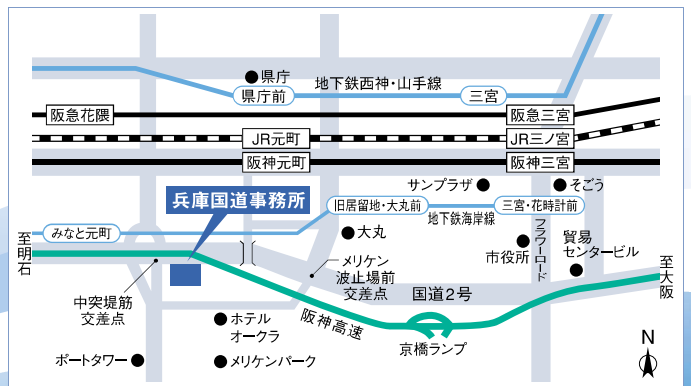 県庁
地下鉄西神・山手線
県庁前
三宮
阪急花隈
阪急三宮
JR元町
JR三ノ宮
阪神元町
阪神三宮
サンプラザ
そごう
兵庫国道事務所
旧居留地・大丸前
三宮・花時計前
地下鉄海岸線
みなと元町
大丸
フラワーロード
市役所
貿易
センタービル
至明石
至大阪
メリケン
波止場前
交差点
国道2号
中突堤筋
交差点
ホテル
オークラ
阪神高速
京橋ランプ
N
ポートタワー
メリケンパーク